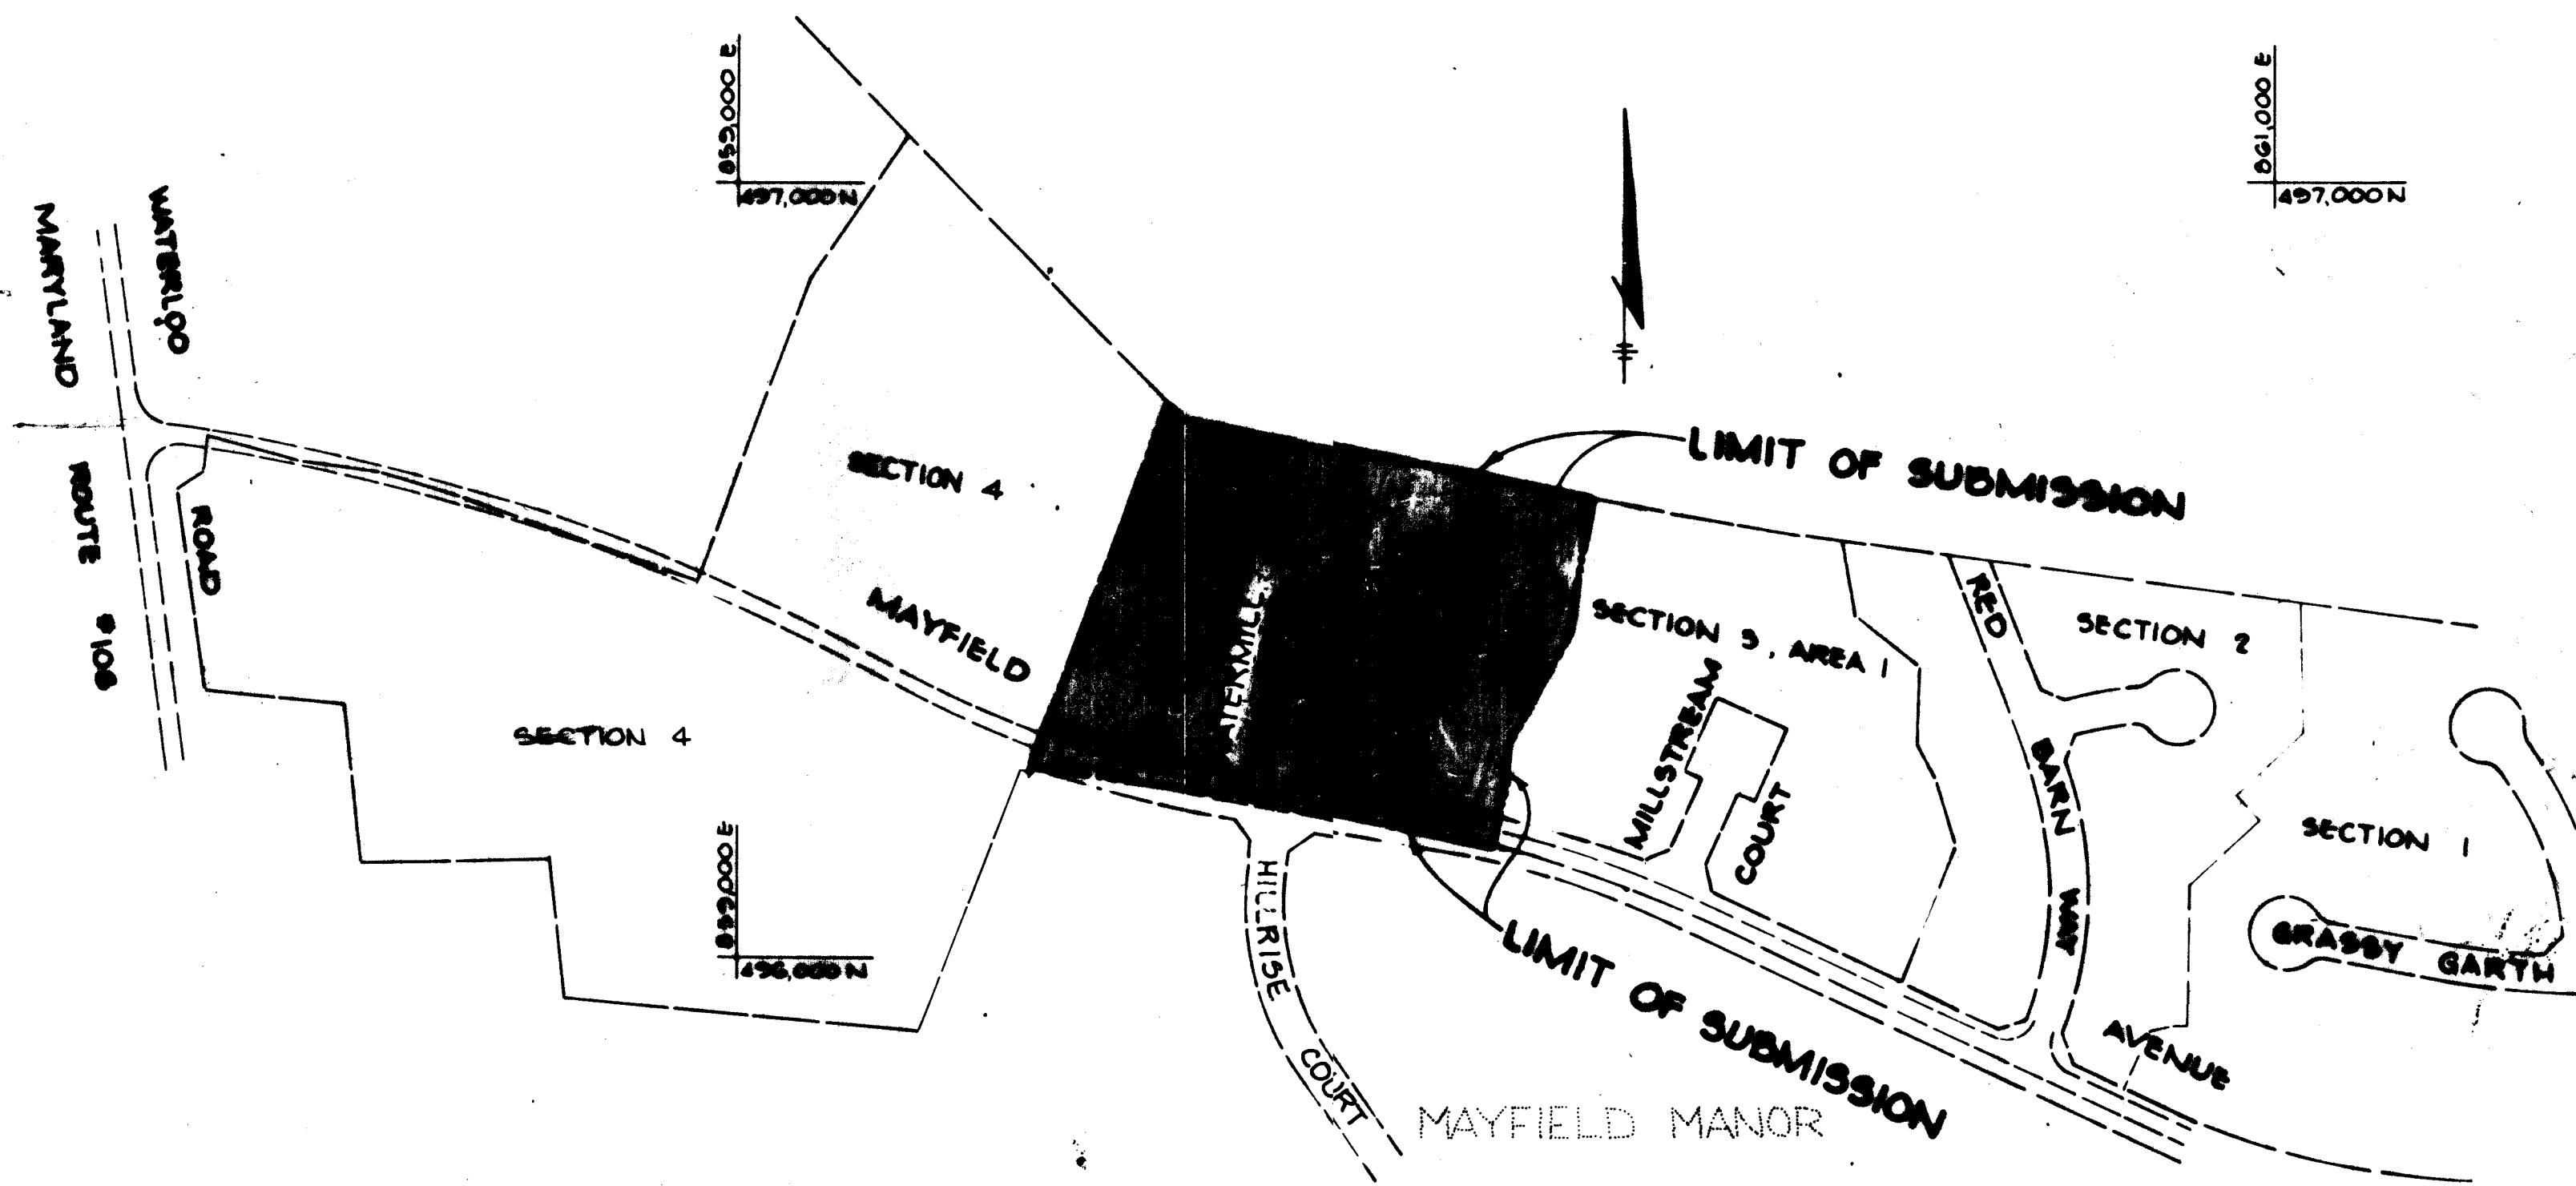 859,000 E
497,000 N
861,000 E
497,000 N
WATERLOO
ROAD
MARYLAND ROUTE #108
SECTION 4
LIMIT OF SUBMISSION
MAYFIELD
AVENUE
SECTION 4
SECTION 3, AREA 1
MILLSTREAM
COURT
RED
BARN
WAY
SECTION 2
SECTION 1
GRASSY GARTH
859,000 E
496,000 N
HILLRISE
COURT
LIMIT OF SUBMISSION
MAYFIELD MANOR